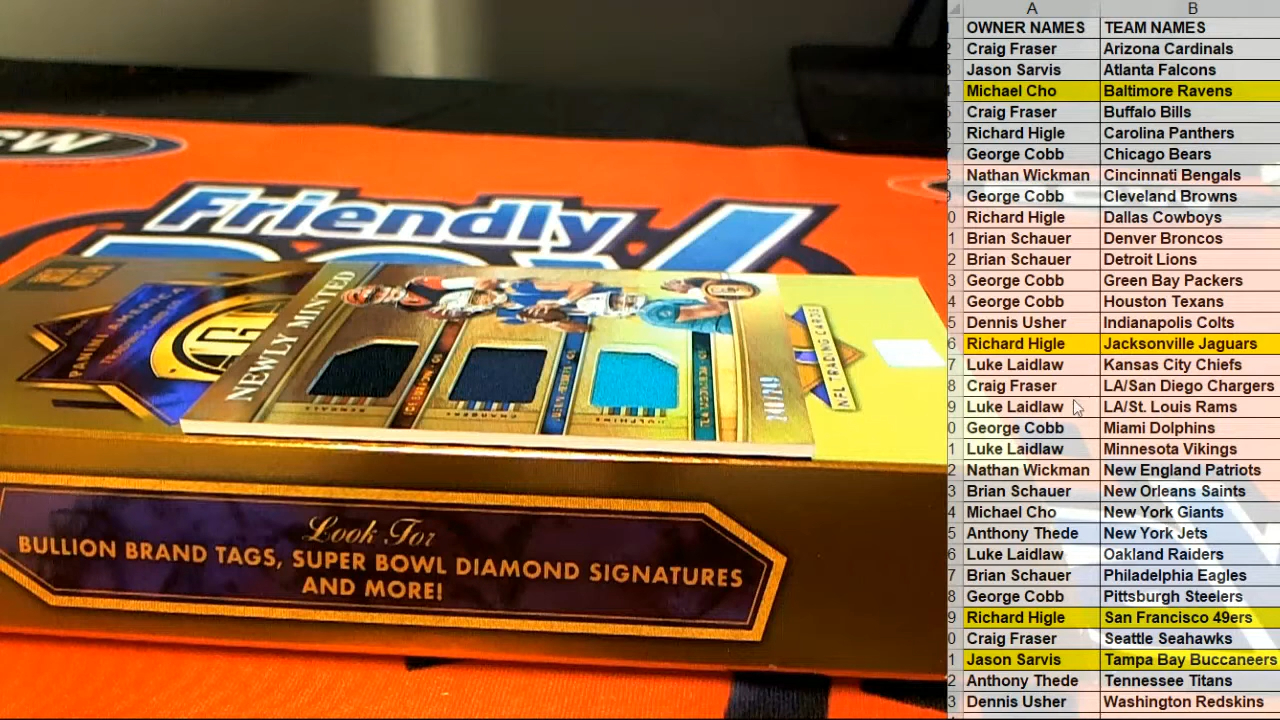 EW
Friendly
NEWLY MINTED
NFL TRADING CARDS
Look For
BULLION BRAND TAGS, SUPER BOWL DIAMOND SIGNATURES
AND MORE!
A B
OWNER NAMES TEAM NAMES
Craig Fraser Arizona Cardinals
Jason Sarvis Atlanta Falcons
Michael Cho Baltimore Ravens
Craig Fraser Buffalo Bills
Richard Higle Carolina Panthers
George Cobb Chicago Bears
Nathan Wickman Cincinnati Bengals
George Cobb Cleveland Browns
Richard Higle Dallas Cowboys
Brian Schauer Denver Broncos
Brian Schauer Detroit Lions
George Cobb Green Bay Packers
George Cobb Houston Texans
Dennis Usher Indianapolis Colts
Richard Higle Jacksonville Jaguars
Luke Laidlaw Kansas City Chiefs
Craig Fraser LA/San Diego Chargers
Luke Laidlaw LA/St. Louis Rams
George Cobb Miami Dolphins
Luke Laidlaw Minnesota Vikings
Nathan Wickman New England Patriots
Brian Schauer New Orleans Saints
Michael Cho New York Giants
Anthony Thede New York Jets
Luke Laidlaw Oakland Raiders
Brian Schauer Philadelphia Eagles
George Cobb Pittsburgh Steelers
Richard Higle San Francisco 49ers
Craig Fraser Seattle Seahawks
Jason Sarvis Tampa Bay Buccaneers
Anthony Thede Tennessee Titans
Dennis Usher Washington Redskins